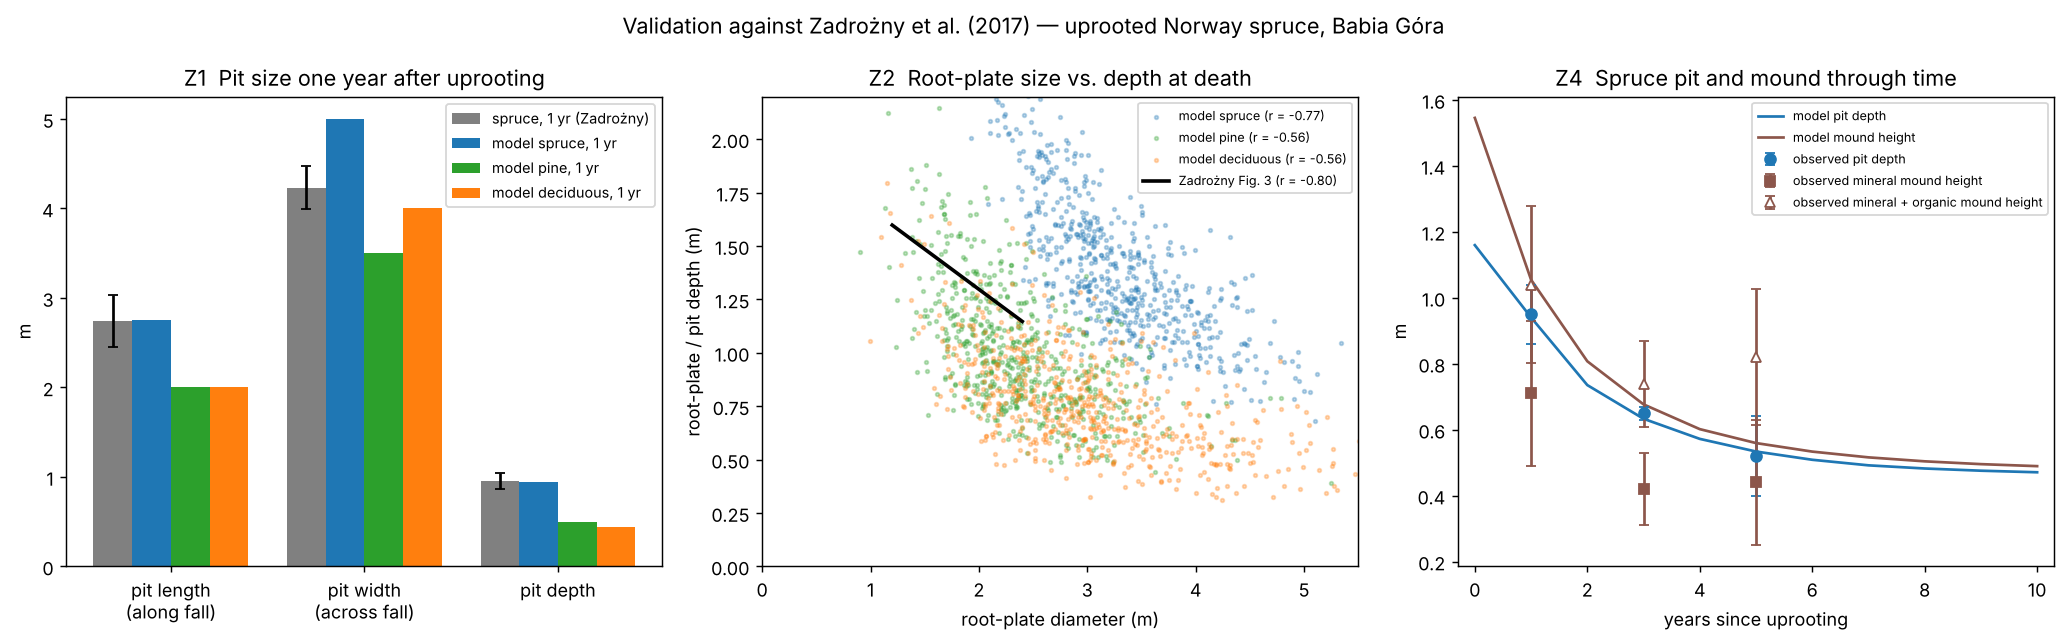 Validation against Zadrożny et al. (2017) — uprooted Norway spruce, Babia Góra
Z1 Pit size one year after uprooting
m
5
4
3
2
1
0
spruce, 1 yr (Zadrożny)
model spruce, 1 yr
model pine, 1 yr
model deciduous, 1 yr
pit length
(along fall)
pit width
(across fall)
pit depth
Z2 Root-plate size vs. depth at death
root-plate / pit depth (m)
2.00
1.75
1.50
1.25
1.00
0.75
0.50
0.25
0.00
model spruce (r = -0.77)
model pine (r = -0.56)
model deciduous (r = -0.56)
Zadrożny Fig. 3 (r = -0.80)
0 1 2 3 4 5
root-plate diameter (m)
Z4 Spruce pit and mound through time
m
1.6
1.4
1.2
1.0
0.8
0.6
0.4
0.2
model pit depth
model mound height
observed pit depth
observed mineral mound height
observed mineral + organic mound height
0 2 4 6 8 10
years since uprooting